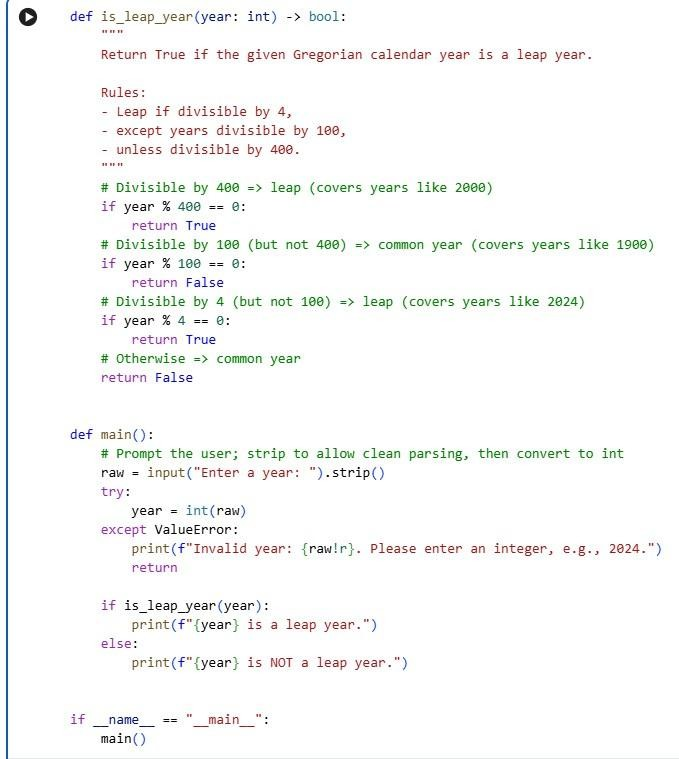 def is_leap_year(year: int) -> bool:
    """
    Return True if the given Gregorian calendar year is a leap year.

    Rules:
    - Leap if divisible by 4,
    - except years divisible by 100,
    - unless divisible by 400.
    """
    # Divisible by 400 => leap (covers years like 2000)
    if year % 400 == 0:
        return True
    # Divisible by 100 (but not 400) => common year (covers years like 1900)
    if year % 100 == 0:
        return False
    # Divisible by 4 (but not 100) => leap (covers years like 2024)
    if year % 4 == 0:
        return True
    # Otherwise => common year
    return False


def main():
    # Prompt the user; strip to allow clean parsing, then convert to int
    raw = input("Enter a year: ").strip()
    try:
        year = int(raw)
    except ValueError:
        print(f"Invalid year: {raw!r}. Please enter an integer, e.g., 2024.")
        return

    if is_leap_year(year):
        print(f"{year} is a leap year.")
    else:
        print(f"{year} is NOT a leap year.")


if __name__ == "__main__":
    main()